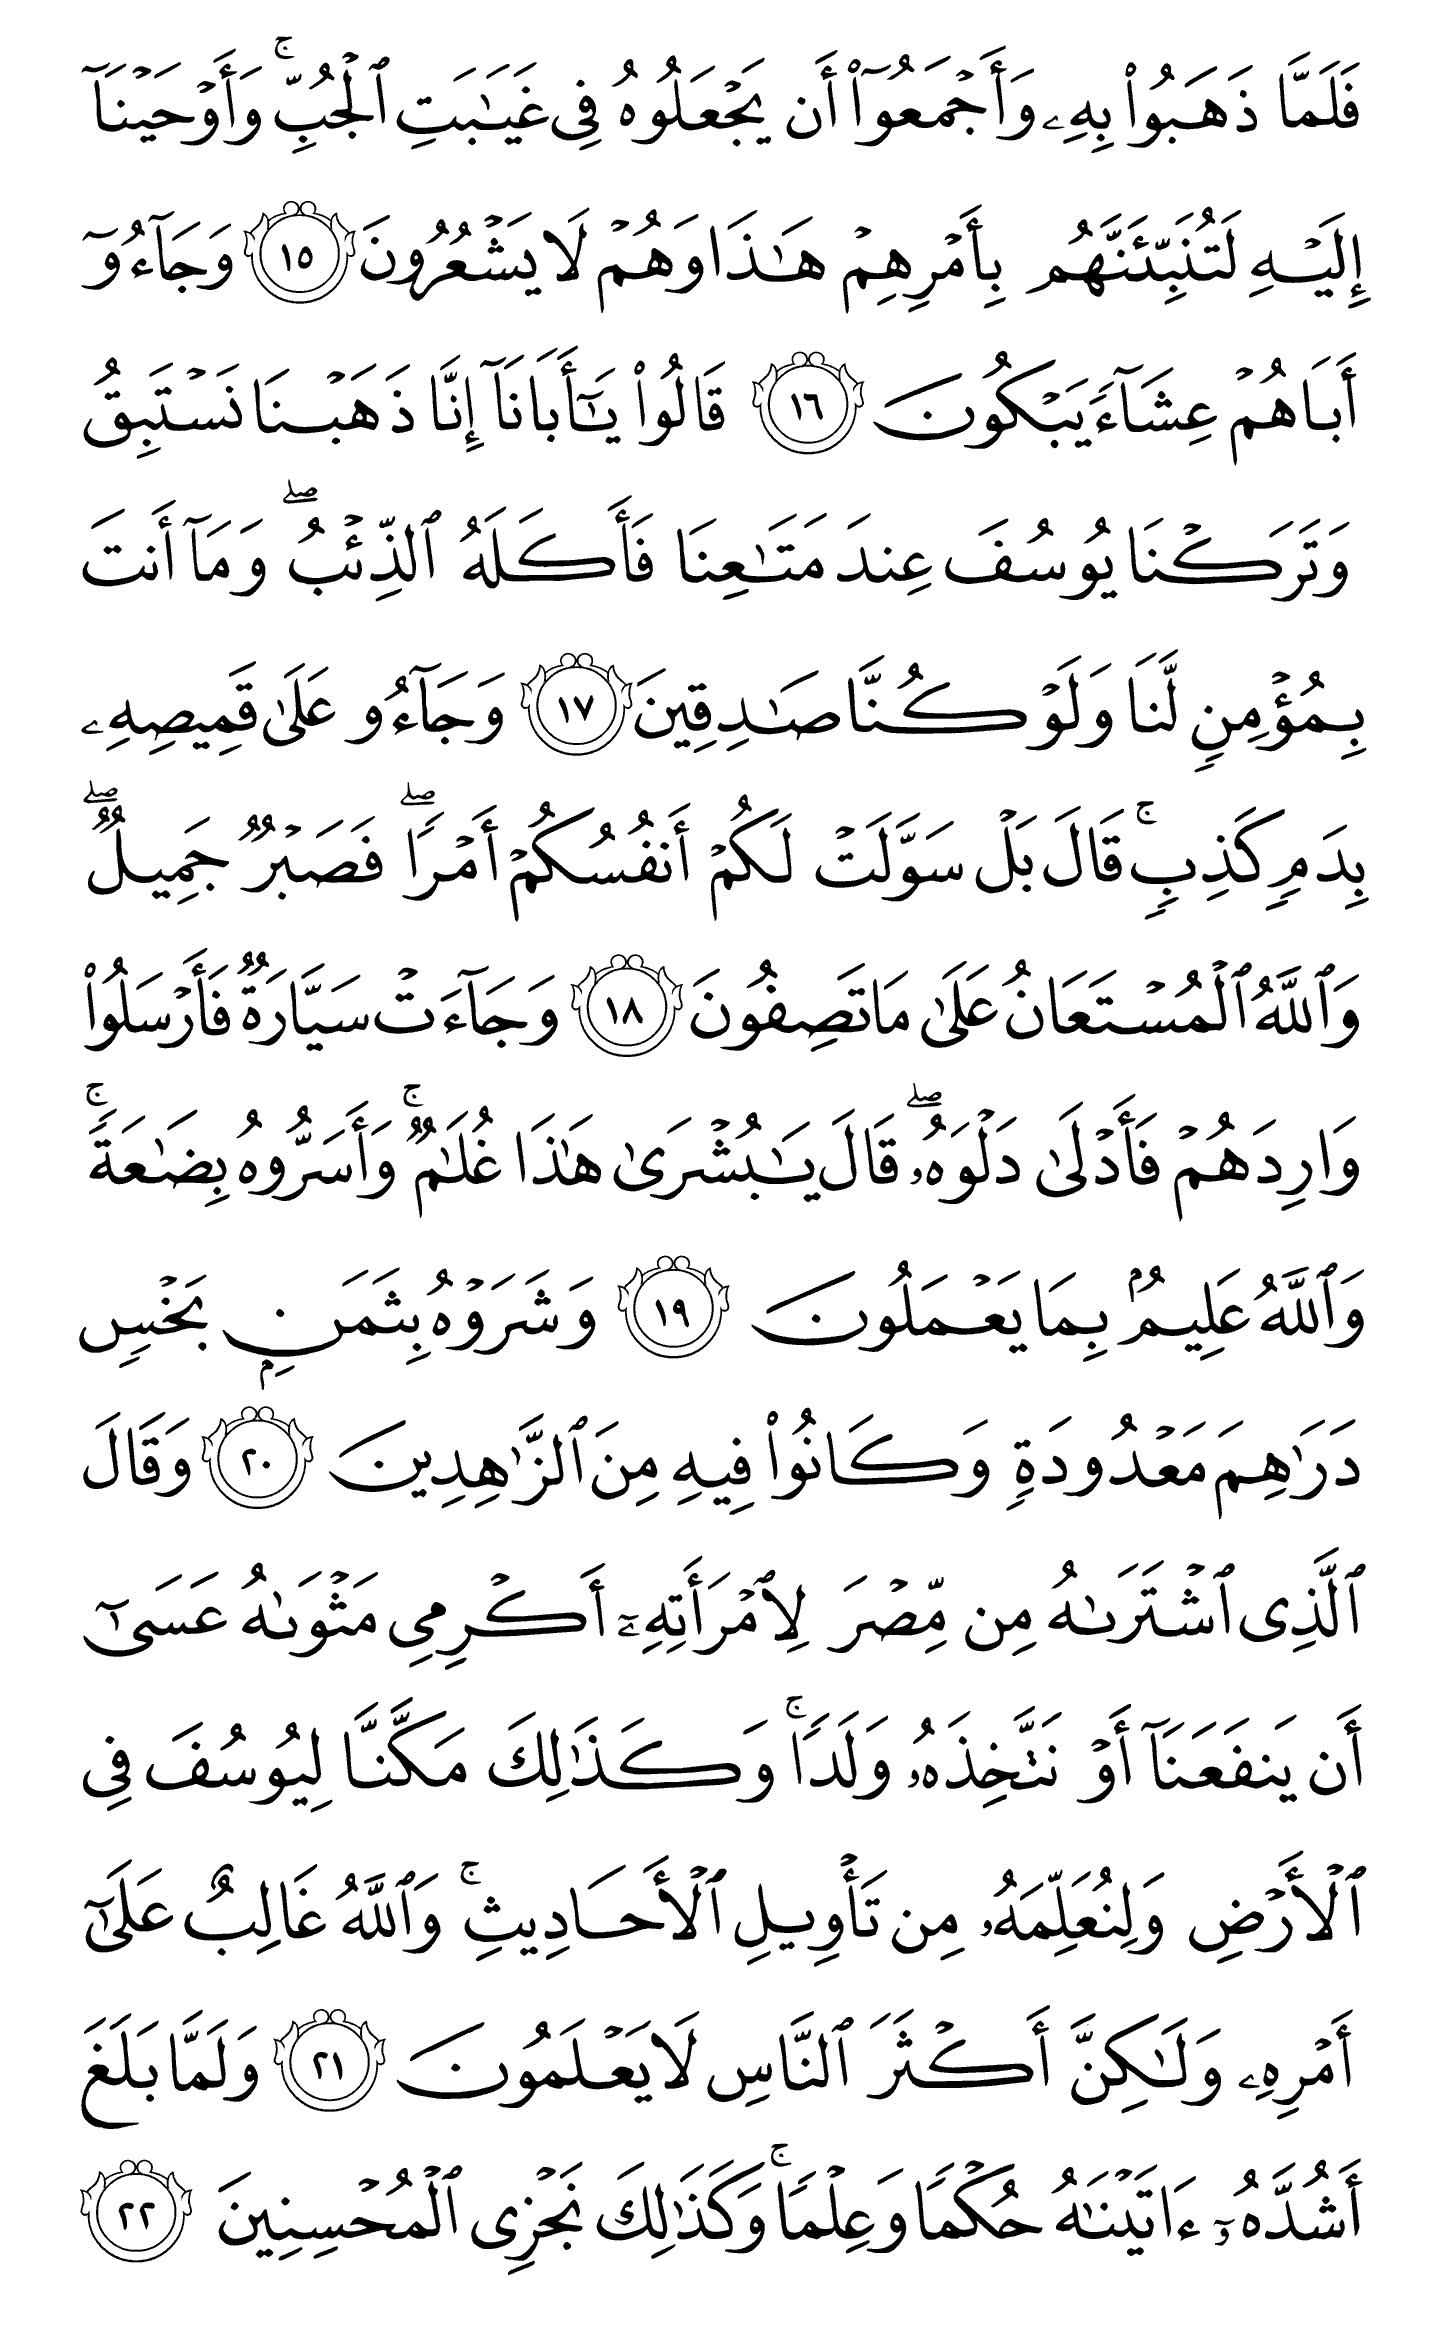 فَلَمَّا ذَهَبُوا۟ بِهِۦ وَأَجْمَعُوٓا۟ أَن يَجْعَلُوهُ فِى غَيَـٰبَتِ ٱلْجُبِّ ۚ وَأَوْحَيْنَآ
إِلَيْهِ لَتُنَبِّئَنَّهُم بِأَمْرِهِمْ هَـٰذَا وَهُمْ لَا يَشْعُرُونَ ١٥ وَجَآءُوٓ
أَبَاهُمْ عِشَآءً يَبْكُونَ ١٦ قَالُوا۟ يَـٰٓأَبَانَآ إِنَّا ذَهَبْنَا نَسْتَبِقُ
وَتَرَكْنَا يُوسُفَ عِندَ مَتَـٰعِنَا فَأَكَلَهُ ٱلذِّئْبُ ۖ وَمَآ أَنتَ
بِمُؤْمِنٍ لَّنَا وَلَوْ كُنَّا صَـٰدِقِينَ ١٧ وَجَآءُو عَلَىٰ قَمِيصِهِۦ
بِدَمٍ كَذِبٍ ۚ قَالَ بَلْ سَوَّلَتْ لَكُمْ أَنفُسُكُمْ أَمْرًا ۖ فَصَبْرٌ جَمِيلٌ ۖ
وَٱللَّهُ ٱلْمُسْتَعَانُ عَلَىٰ مَا تَصِفُونَ ١٨ وَجَآءَتْ سَيَّارَةٌ فَأَرْسَلُوا۟
وَارِدَهُمْ فَأَدْلَىٰ دَلْوَهُۥ ۖ قَالَ يَـٰبُشْرَىٰ هَـٰذَا غُلَـٰمٌ ۚ وَأَسَرُّوهُ بِضَـٰعَةً ۚ
وَٱللَّهُ عَلِيمٌۢ بِمَا يَعْمَلُونَ ١٩ وَشَرَوْهُ بِثَمَنٍۭ بَخْسٍ
دَرَٰهِمَ مَعْدُودَةٍ وَكَانُوا۟ فِيهِ مِنَ ٱلزَّٰهِدِينَ ٢٠ وَقَالَ
ٱلَّذِى ٱشْتَرَىٰهُ مِن مِّصْرَ لِٱمْرَأَتِهِۦٓ أَكْرِمِى مَثْوَىٰهُ عَسَىٰٓ
أَن يَنفَعَنَآ أَوْ نَتَّخِذَهُۥ وَلَدًا ۚ وَكَذَٰلِكَ مَكَّنَّا لِيُوسُفَ فِى
ٱلْأَرْضِ وَلِنُعَلِّمَهُۥ مِن تَأْوِيلِ ٱلْأَحَادِيثِ ۚ وَٱللَّهُ غَالِبٌ عَلَىٰٓ
أَمْرِهِۦ وَلَـٰكِنَّ أَكْثَرَ ٱلنَّاسِ لَا يَعْلَمُونَ ٢١ وَلَمَّا بَلَغَ
أَشُدَّهُۥٓ ءَاتَيْنَـٰهُ حُكْمًا وَعِلْمًا ۚ وَكَذَٰلِكَ نَجْزِى ٱلْمُحْسِنِينَ ٢٢